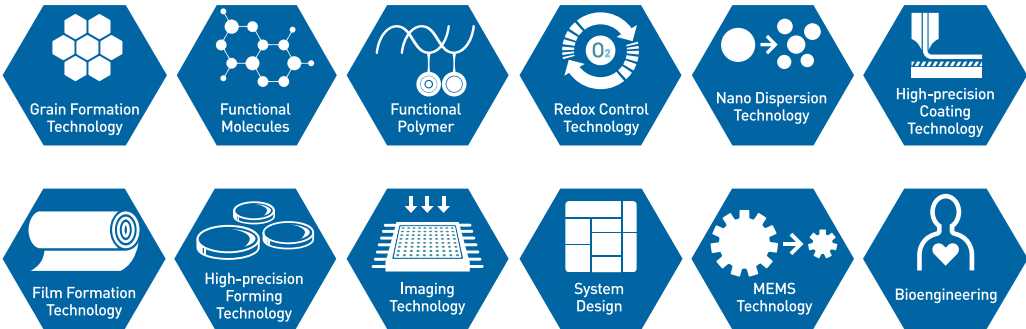 Grain Formation
Technology
Functional
Molecules
Functional
Polymer
O₂
Redox Control
Technology
Nano Dispersion
Technology
High-precision
Coating
Technology
Film Formation
Technology
High-precision
Forming
Technology
Imaging
Technology
System
Design
MEMS
Technology
Bioengineering